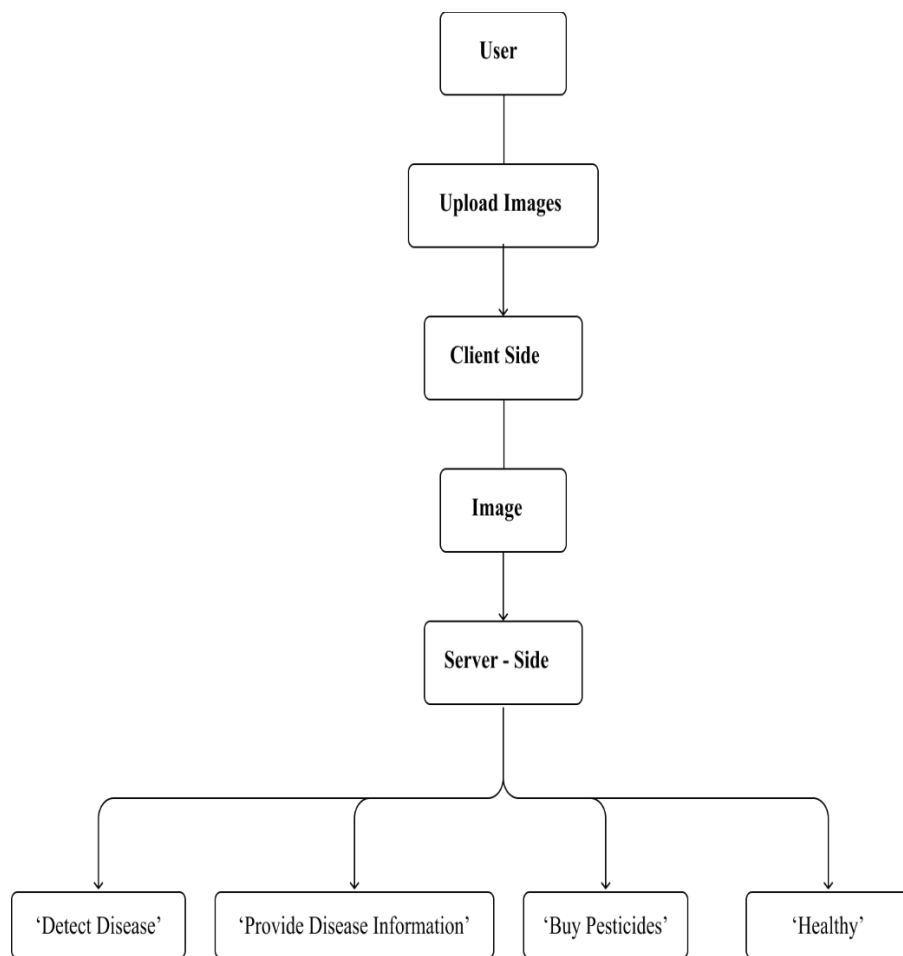 User
Upload Images
Client Side
Image
Server - Side
‘Detect Disease’
‘Provide Disease Information’
‘Buy Pesticides’
‘Healthy’